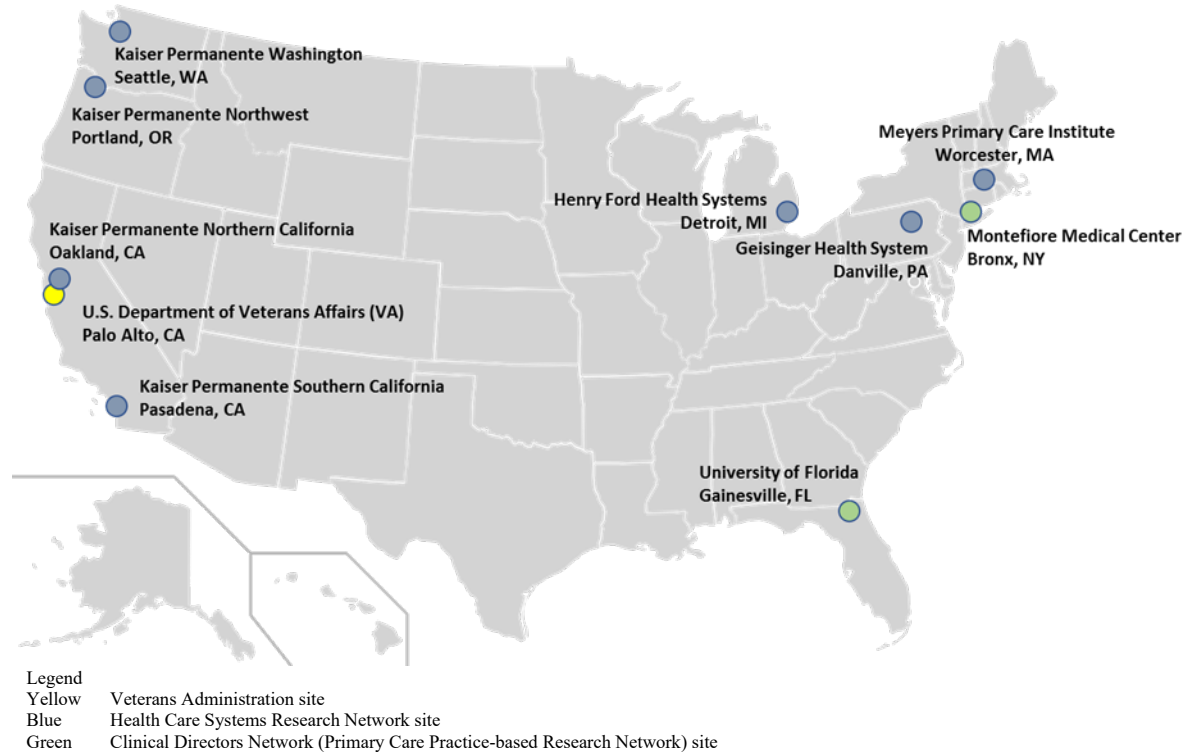 Kaiser Permanente Washington
Seattle, WA
Kaiser Permanente Northwest
Portland, OR
Meyers Primary Care Institute
Worcester, MA
Henry Ford Health Systems
Detroit, MI
Kaiser Permanente Northern California
Oakland, CA
Geisinger Health System
Danville, PA
Montefiore Medical Center
Bronx, NY
U.S. Department of Veterans Affairs (VA)
Palo Alto, CA
Kaiser Permanente Southern California
Pasadena, CA
University of Florida
Gainesville, FL
Legend
Yellow Veterans Administration site
Blue Health Care Systems Research Network site
Green Clinical Directors Network (Primary Care Practice-based Research Network) site